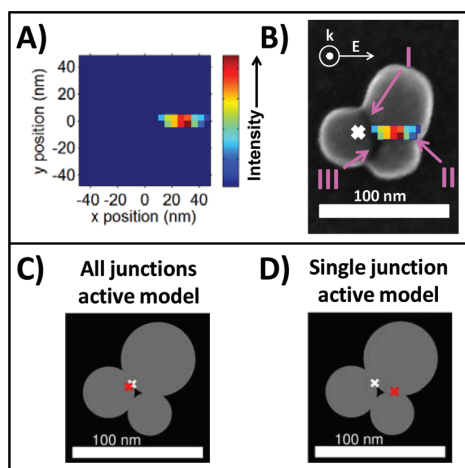 A)
y position (nm)
40
20
0
-20
-40
-40 -20 0 20 40
x position (nm)
Intensity
B)
k
E
I
II
III
100 nm
C) All junctions
active model
100 nm
D) Single junction
active model
100 nm